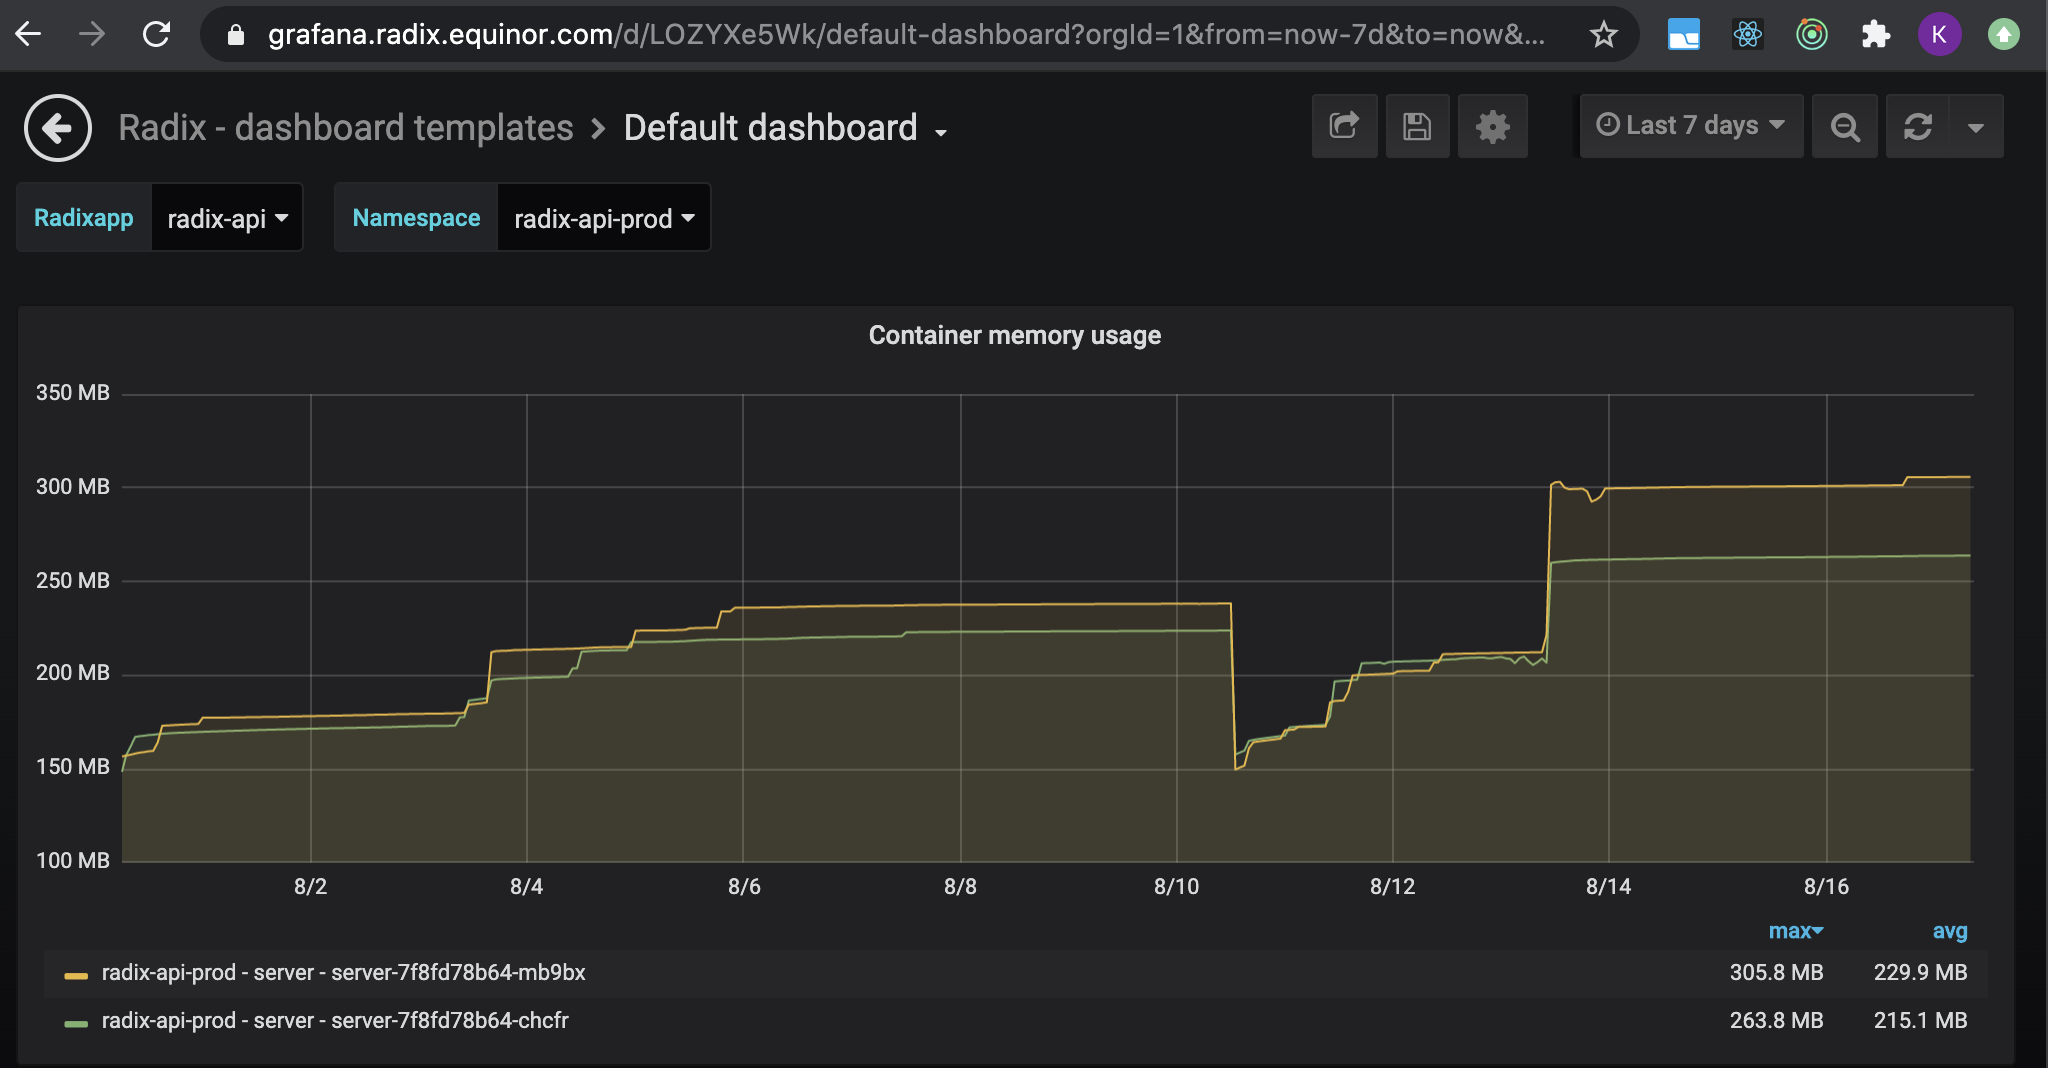 grafana.radix.equinor.com/d/LOZYXe5Wk/default-dashboard?orgId=1&from=now-7d&to=now&...
K
Radix - dashboard templates > Default dashboard
Last 7 days
Radixapp radix-api Namespace radix-api-prod
Container memory usage
350 MB
300 MB
250 MB
200 MB
150 MB
100 MB
8/2 8/4 8/6 8/8 8/10 8/12 8/14 8/16
max avg
radix-api-prod - server - server-7f8fd78b64-mb9bx 305.8 MB 229.9 MB
radix-api-prod - server - server-7f8fd78b64-chcfr 263.8 MB 215.1 MB